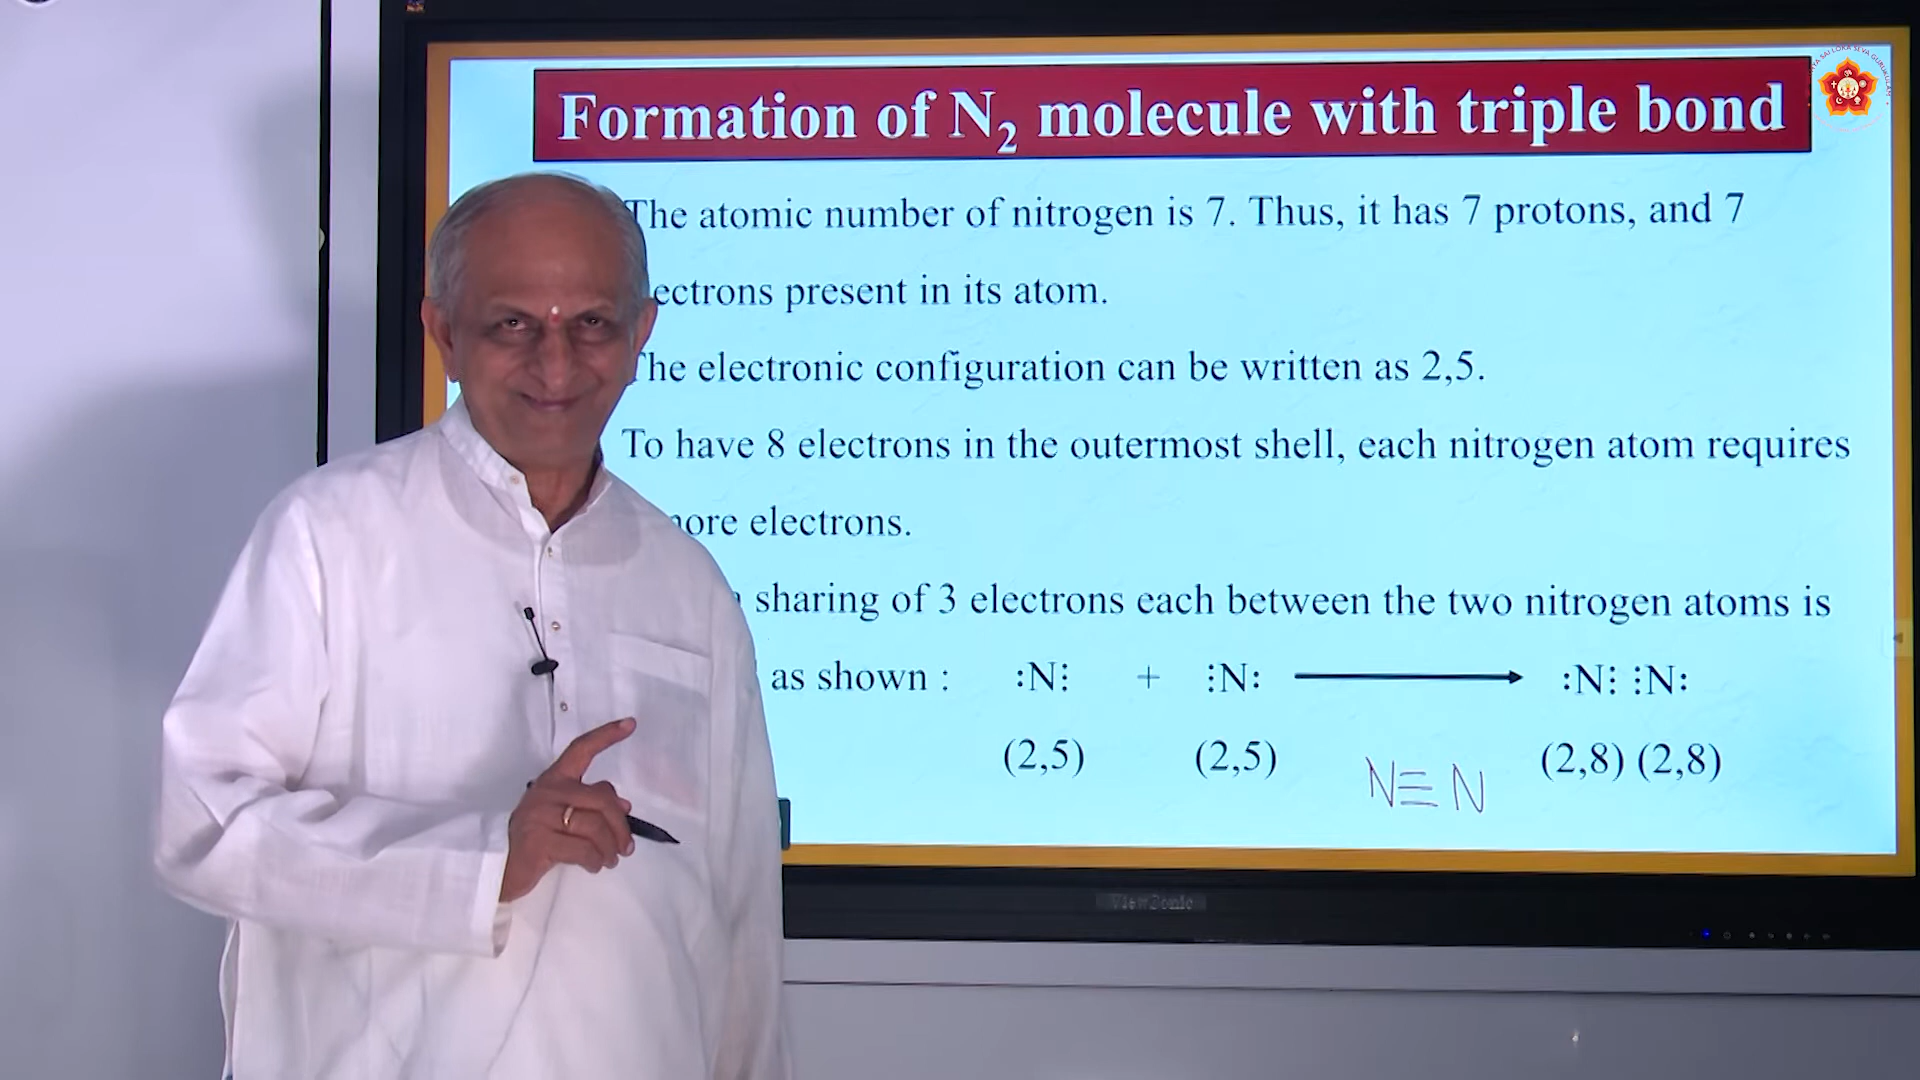 Formation of N₂ molecule with triple bond
The atomic number of nitrogen is 7. Thus, it has 7 protons, and 7
ectrons present in its atom.
The electronic configuration can be written as 2,5.
To have 8 electrons in the outermost shell, each nitrogen atom requires
more electrons.
sharing of 3 electrons each between the two nitrogen atoms is
as shown : :N⋮ + ⋮N: ⟶ :N⋮ ⋮N:
(2,5) (2,5) (2,8) (2,8)
N≡N
ViewSonic